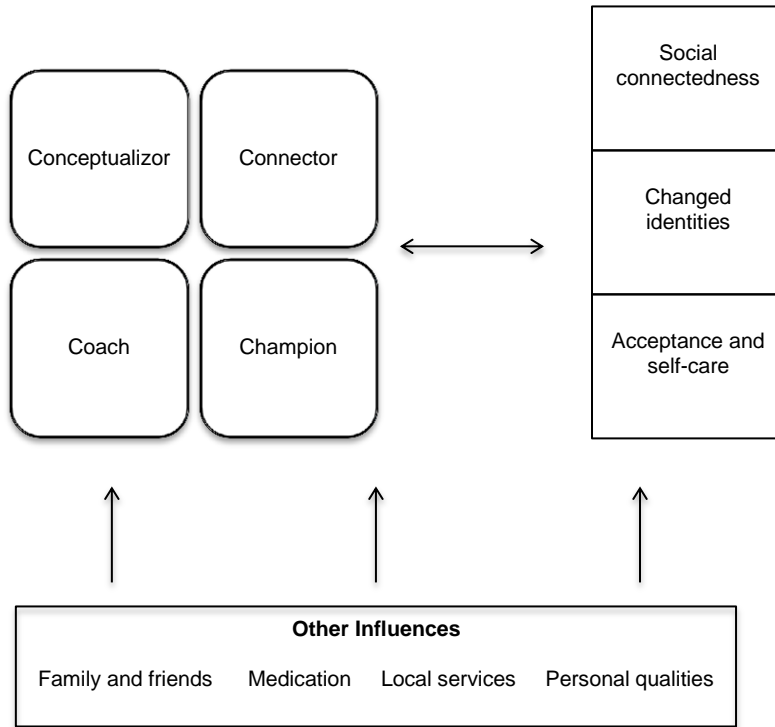 Social
connectedness
Conceptualizor
Connector
Changed
identities
Coach
Champion
Acceptance and
self-care
Other Influences
Family and friends Medication Local services Personal qualities